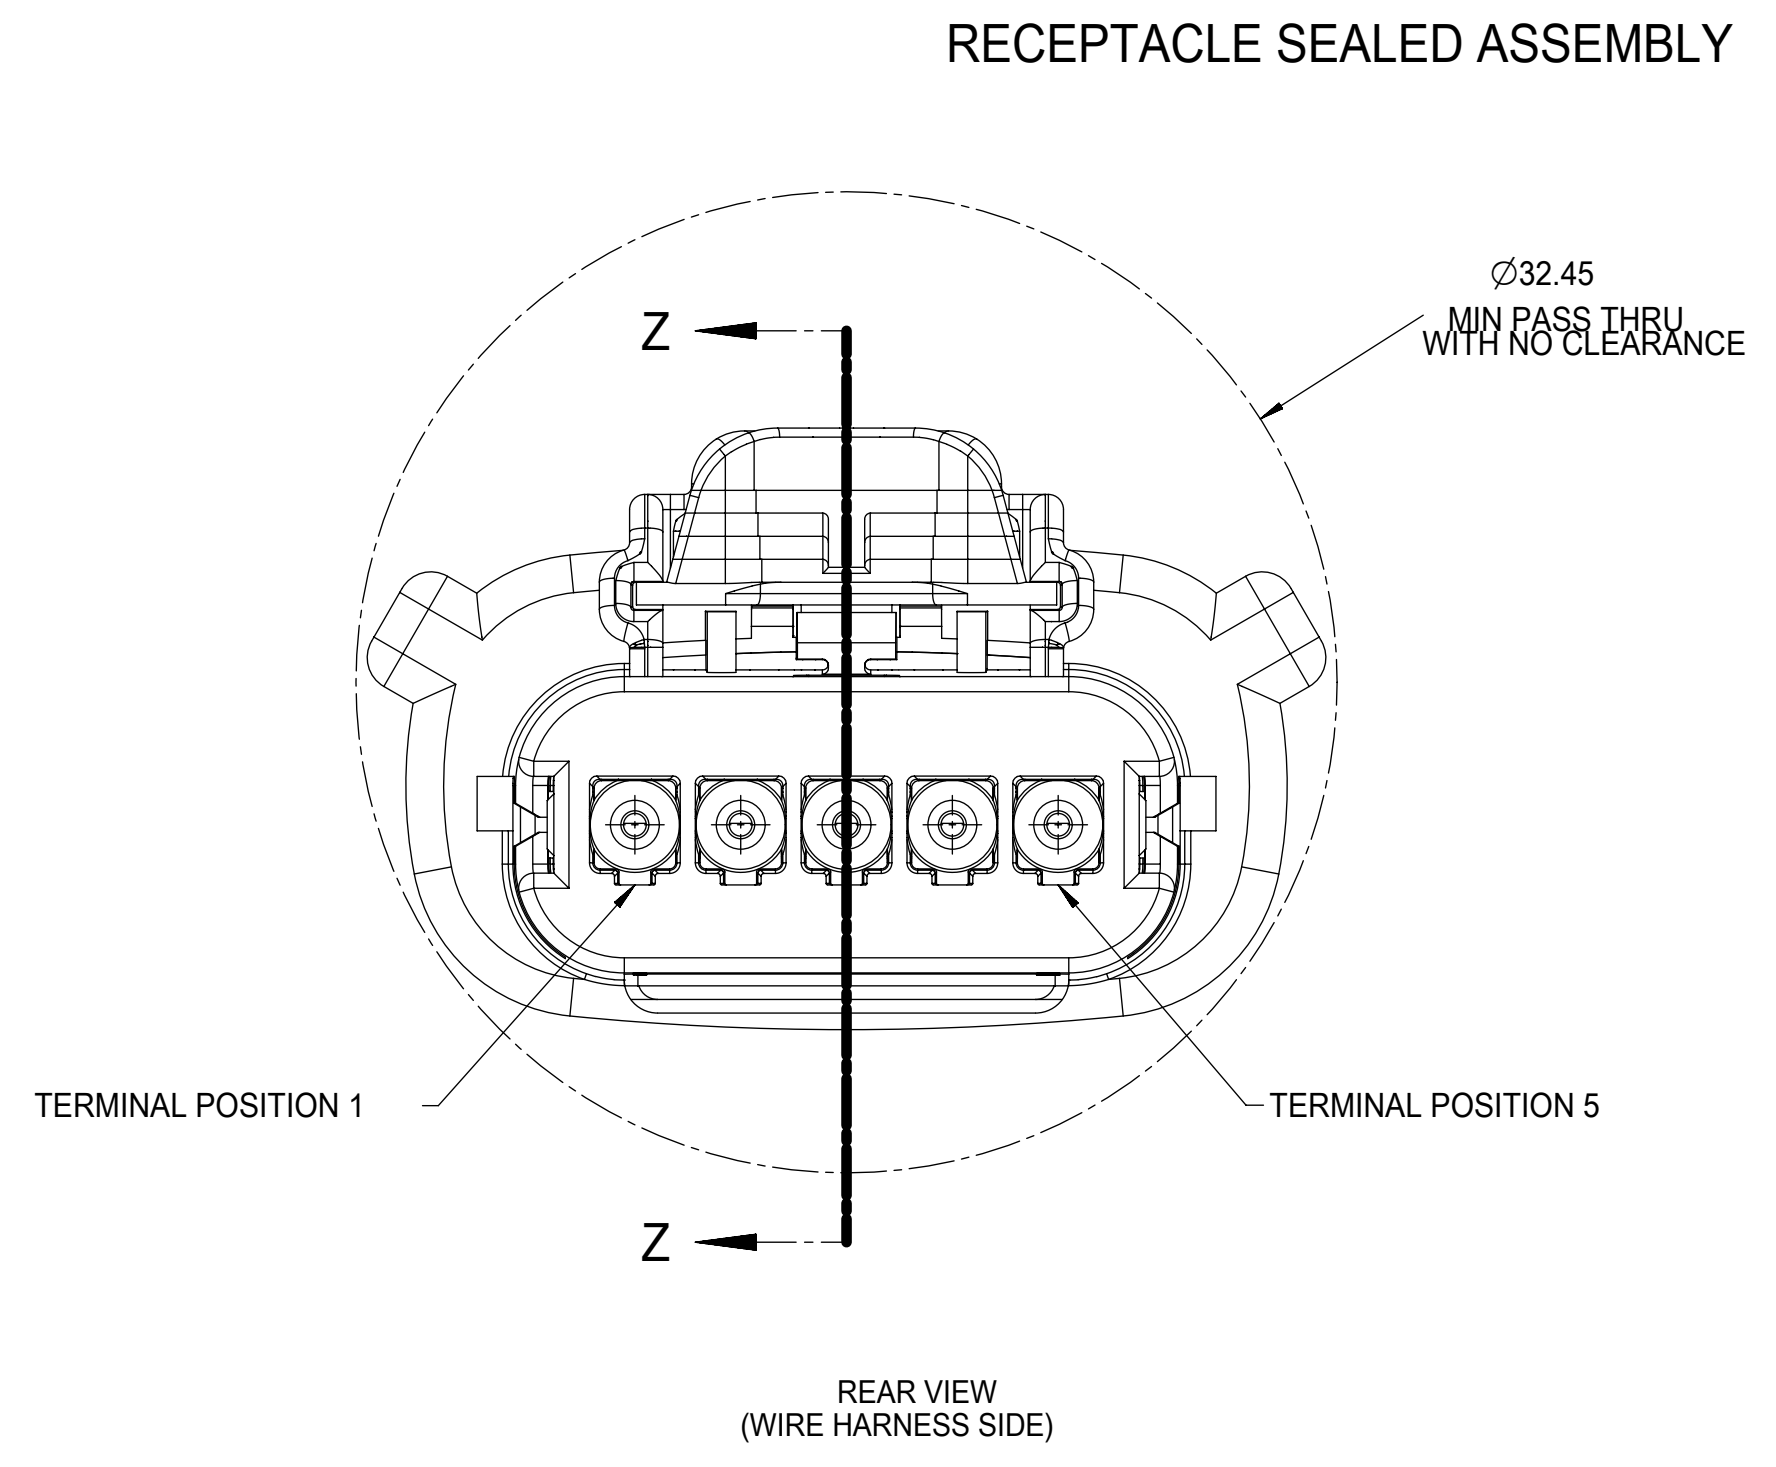 RECEPTACLE SEALED ASSEMBLY
∅32.45
MIN PASS THRU
WITH NO CLEARANCE
Z
TERMINAL POSITION 1
TERMINAL POSITION 5
Z
REAR VIEW
(WIRE HARNESS SIDE)